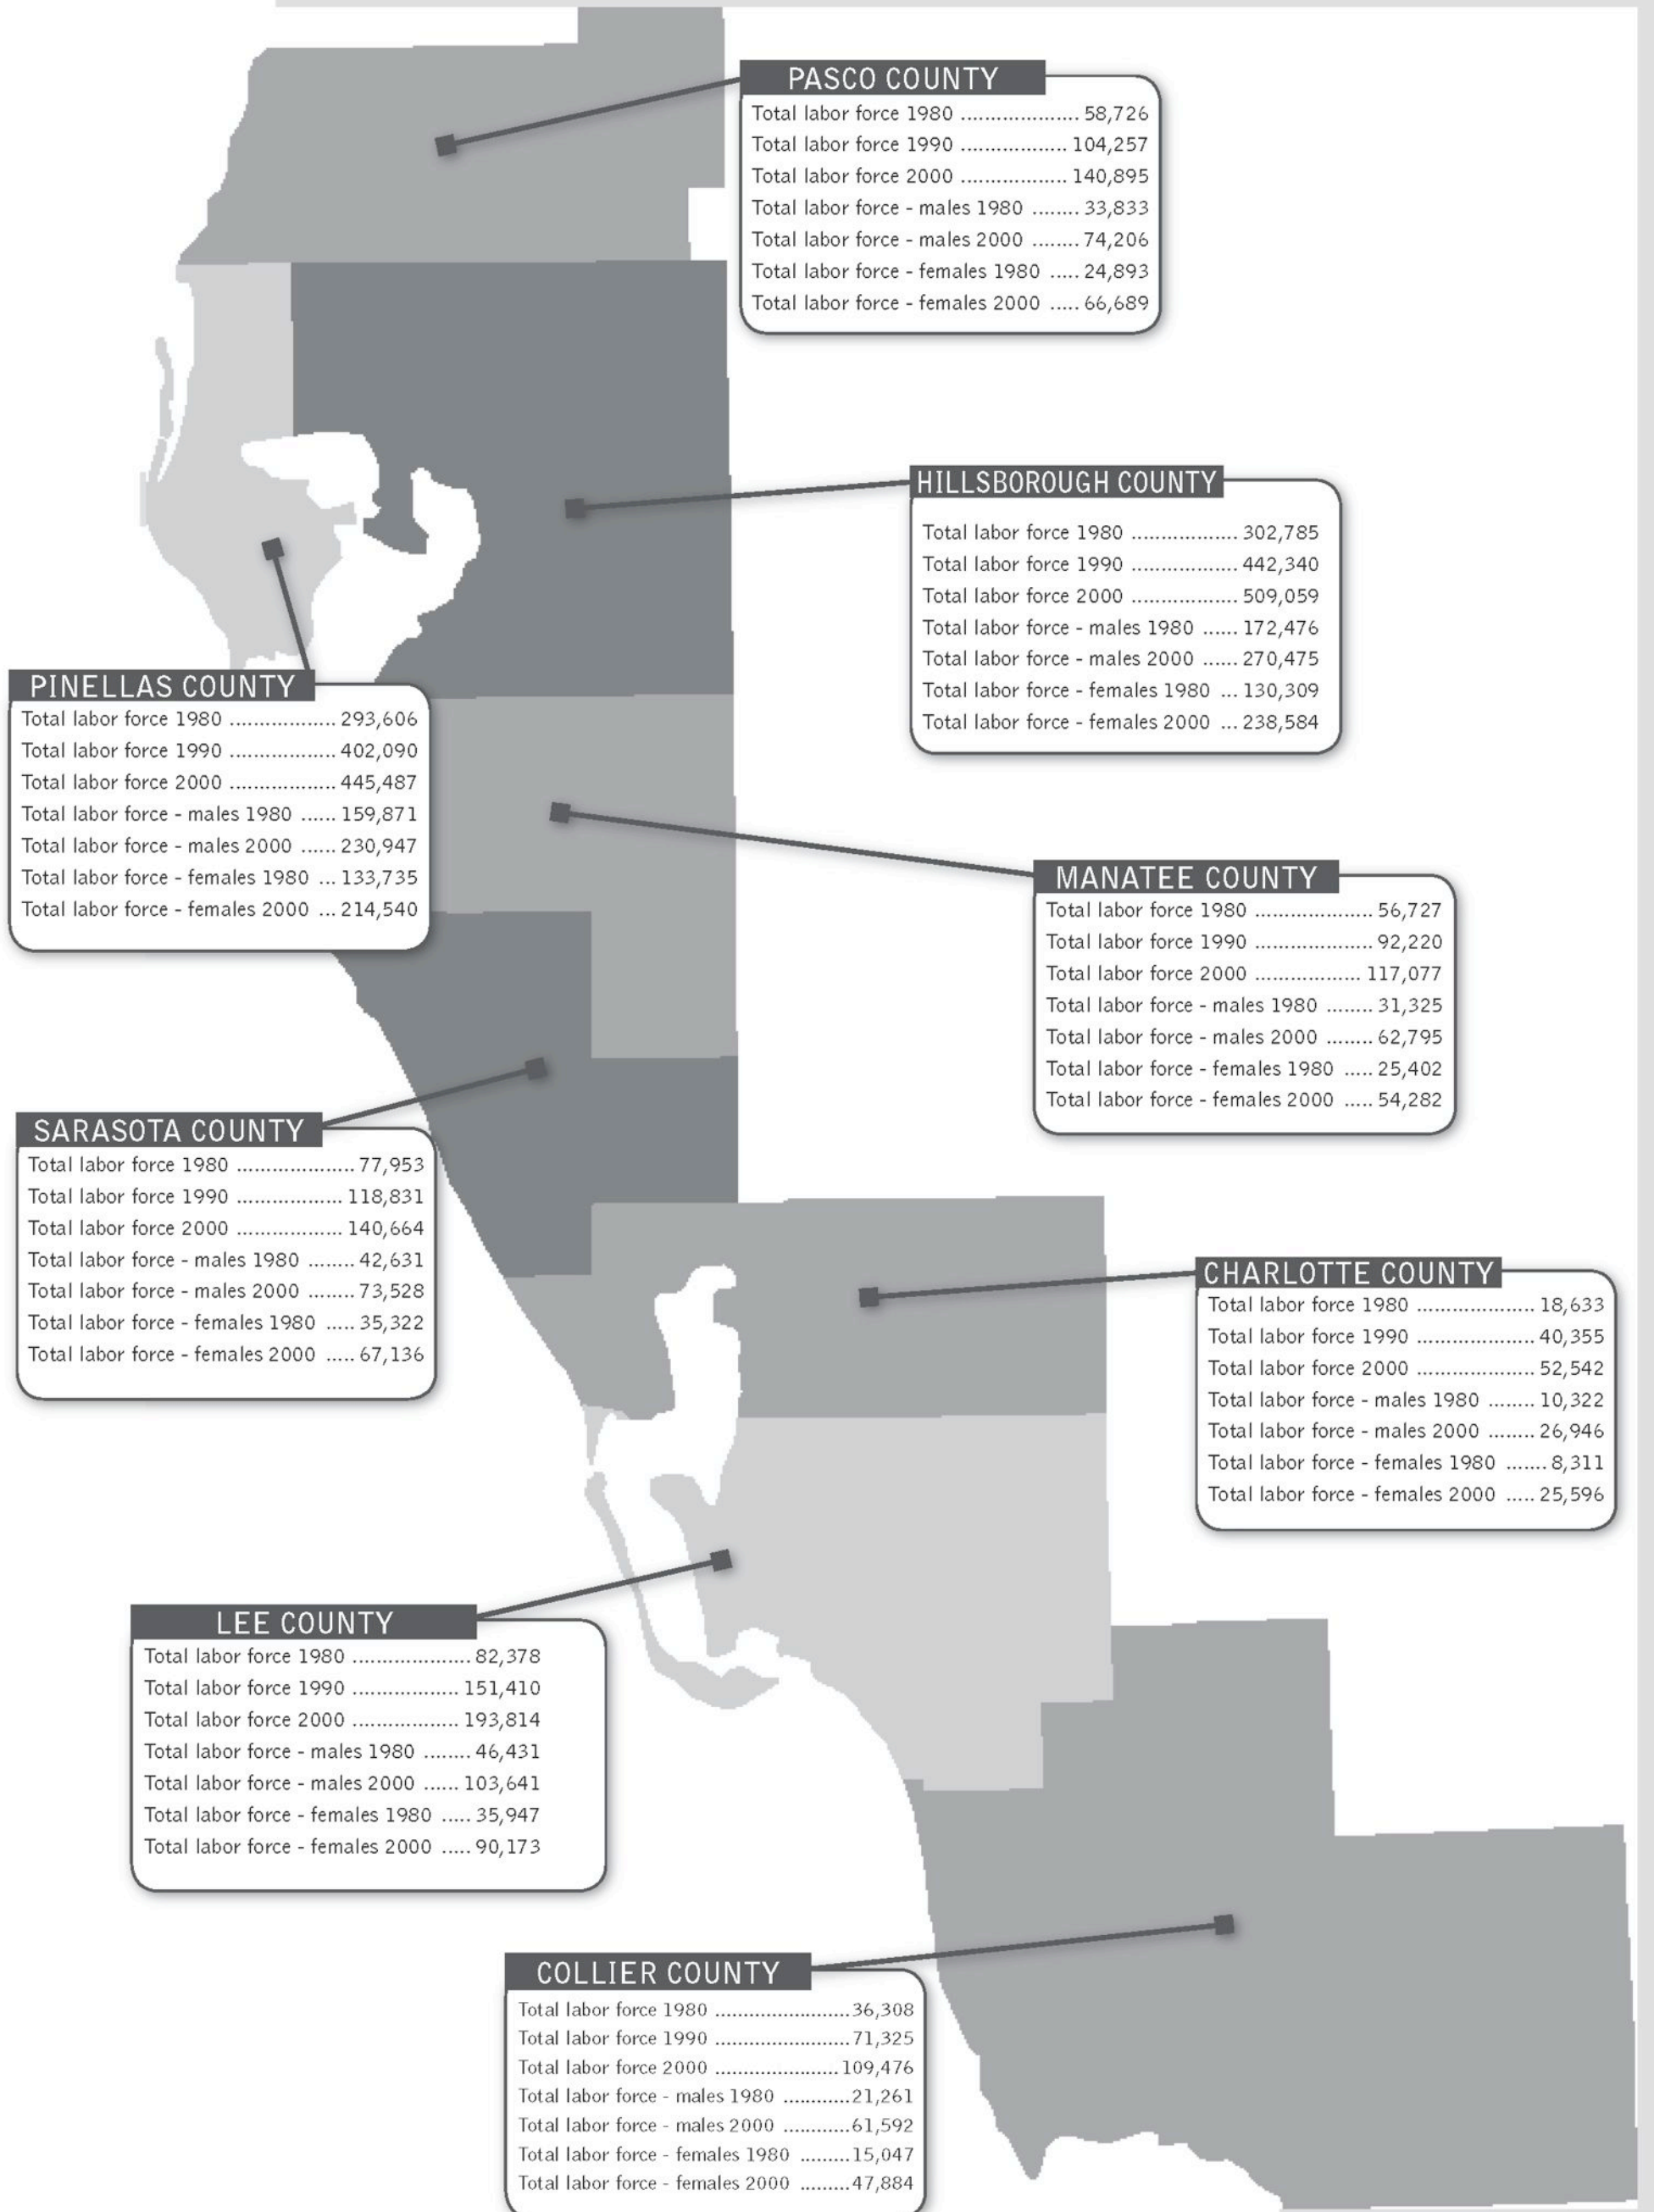 PASCO COUNTY
Total labor force 1980 .................... 58,726
Total labor force 1990 .................. 104,257
Total labor force 2000 .................. 140,895
Total labor force - males 1980 ........ 33,833
Total labor force - males 2000 ........ 74,206
Total labor force - females 1980 ..... 24,893
Total labor force - females 2000 ..... 66,689
HILLSBOROUGH COUNTY
Total labor force 1980 .................. 302,785
Total labor force 1990 .................. 442,340
Total labor force 2000 .................. 509,059
Total labor force - males 1980 ...... 172,476
Total labor force - males 2000 ...... 270,475
Total labor force - females 1980 ... 130,309
Total labor force - females 2000 ... 238,584
PINELLAS COUNTY
Total labor force 1980 .................. 293,606
Total labor force 1990 .................. 402,090
Total labor force 2000 .................. 445,487
Total labor force - males 1980 ...... 159,871
Total labor force - males 2000 ...... 230,947
Total labor force - females 1980 ... 133,735
Total labor force - females 2000 ... 214,540
MANATEE COUNTY
Total labor force 1980 .................... 56,727
Total labor force 1990 .................... 92,220
Total labor force 2000 .................. 117,077
Total labor force - males 1980 ........ 31,325
Total labor force - males 2000 ........ 62,795
Total labor force - females 1980 ..... 25,402
Total labor force - females 2000 ..... 54,282
SARASOTA COUNTY
Total labor force 1980 .................... 77,953
Total labor force 1990 .................. 118,831
Total labor force 2000 .................. 140,664
Total labor force - males 1980 ........ 42,631
Total labor force - males 2000 ........ 73,528
Total labor force - females 1980 ..... 35,322
Total labor force - females 2000 ..... 67,136
CHARLOTTE COUNTY
Total labor force 1980 .................... 18,633
Total labor force 1990 .................... 40,355
Total labor force 2000 .................... 52,542
Total labor force - males 1980 ........ 10,322
Total labor force - males 2000 ........ 26,946
Total labor force - females 1980 ....... 8,311
Total labor force - females 2000 ..... 25,596
LEE COUNTY
Total labor force 1980 .................... 82,378
Total labor force 1990 .................. 151,410
Total labor force 2000 .................. 193,814
Total labor force - males 1980 ........ 46,431
Total labor force - males 2000 ...... 103,641
Total labor force - females 1980 ..... 35,947
Total labor force - females 2000 ..... 90,173
COLLIER COUNTY
Total labor force 1980 .......................36,308
Total labor force 1990 .......................71,325
Total labor force 2000 .....................109,476
Total labor force - males 1980 ............21,261
Total labor force - males 2000 ............61,592
Total labor force - females 1980 .........15,047
Total labor force - females 2000 .........47,884